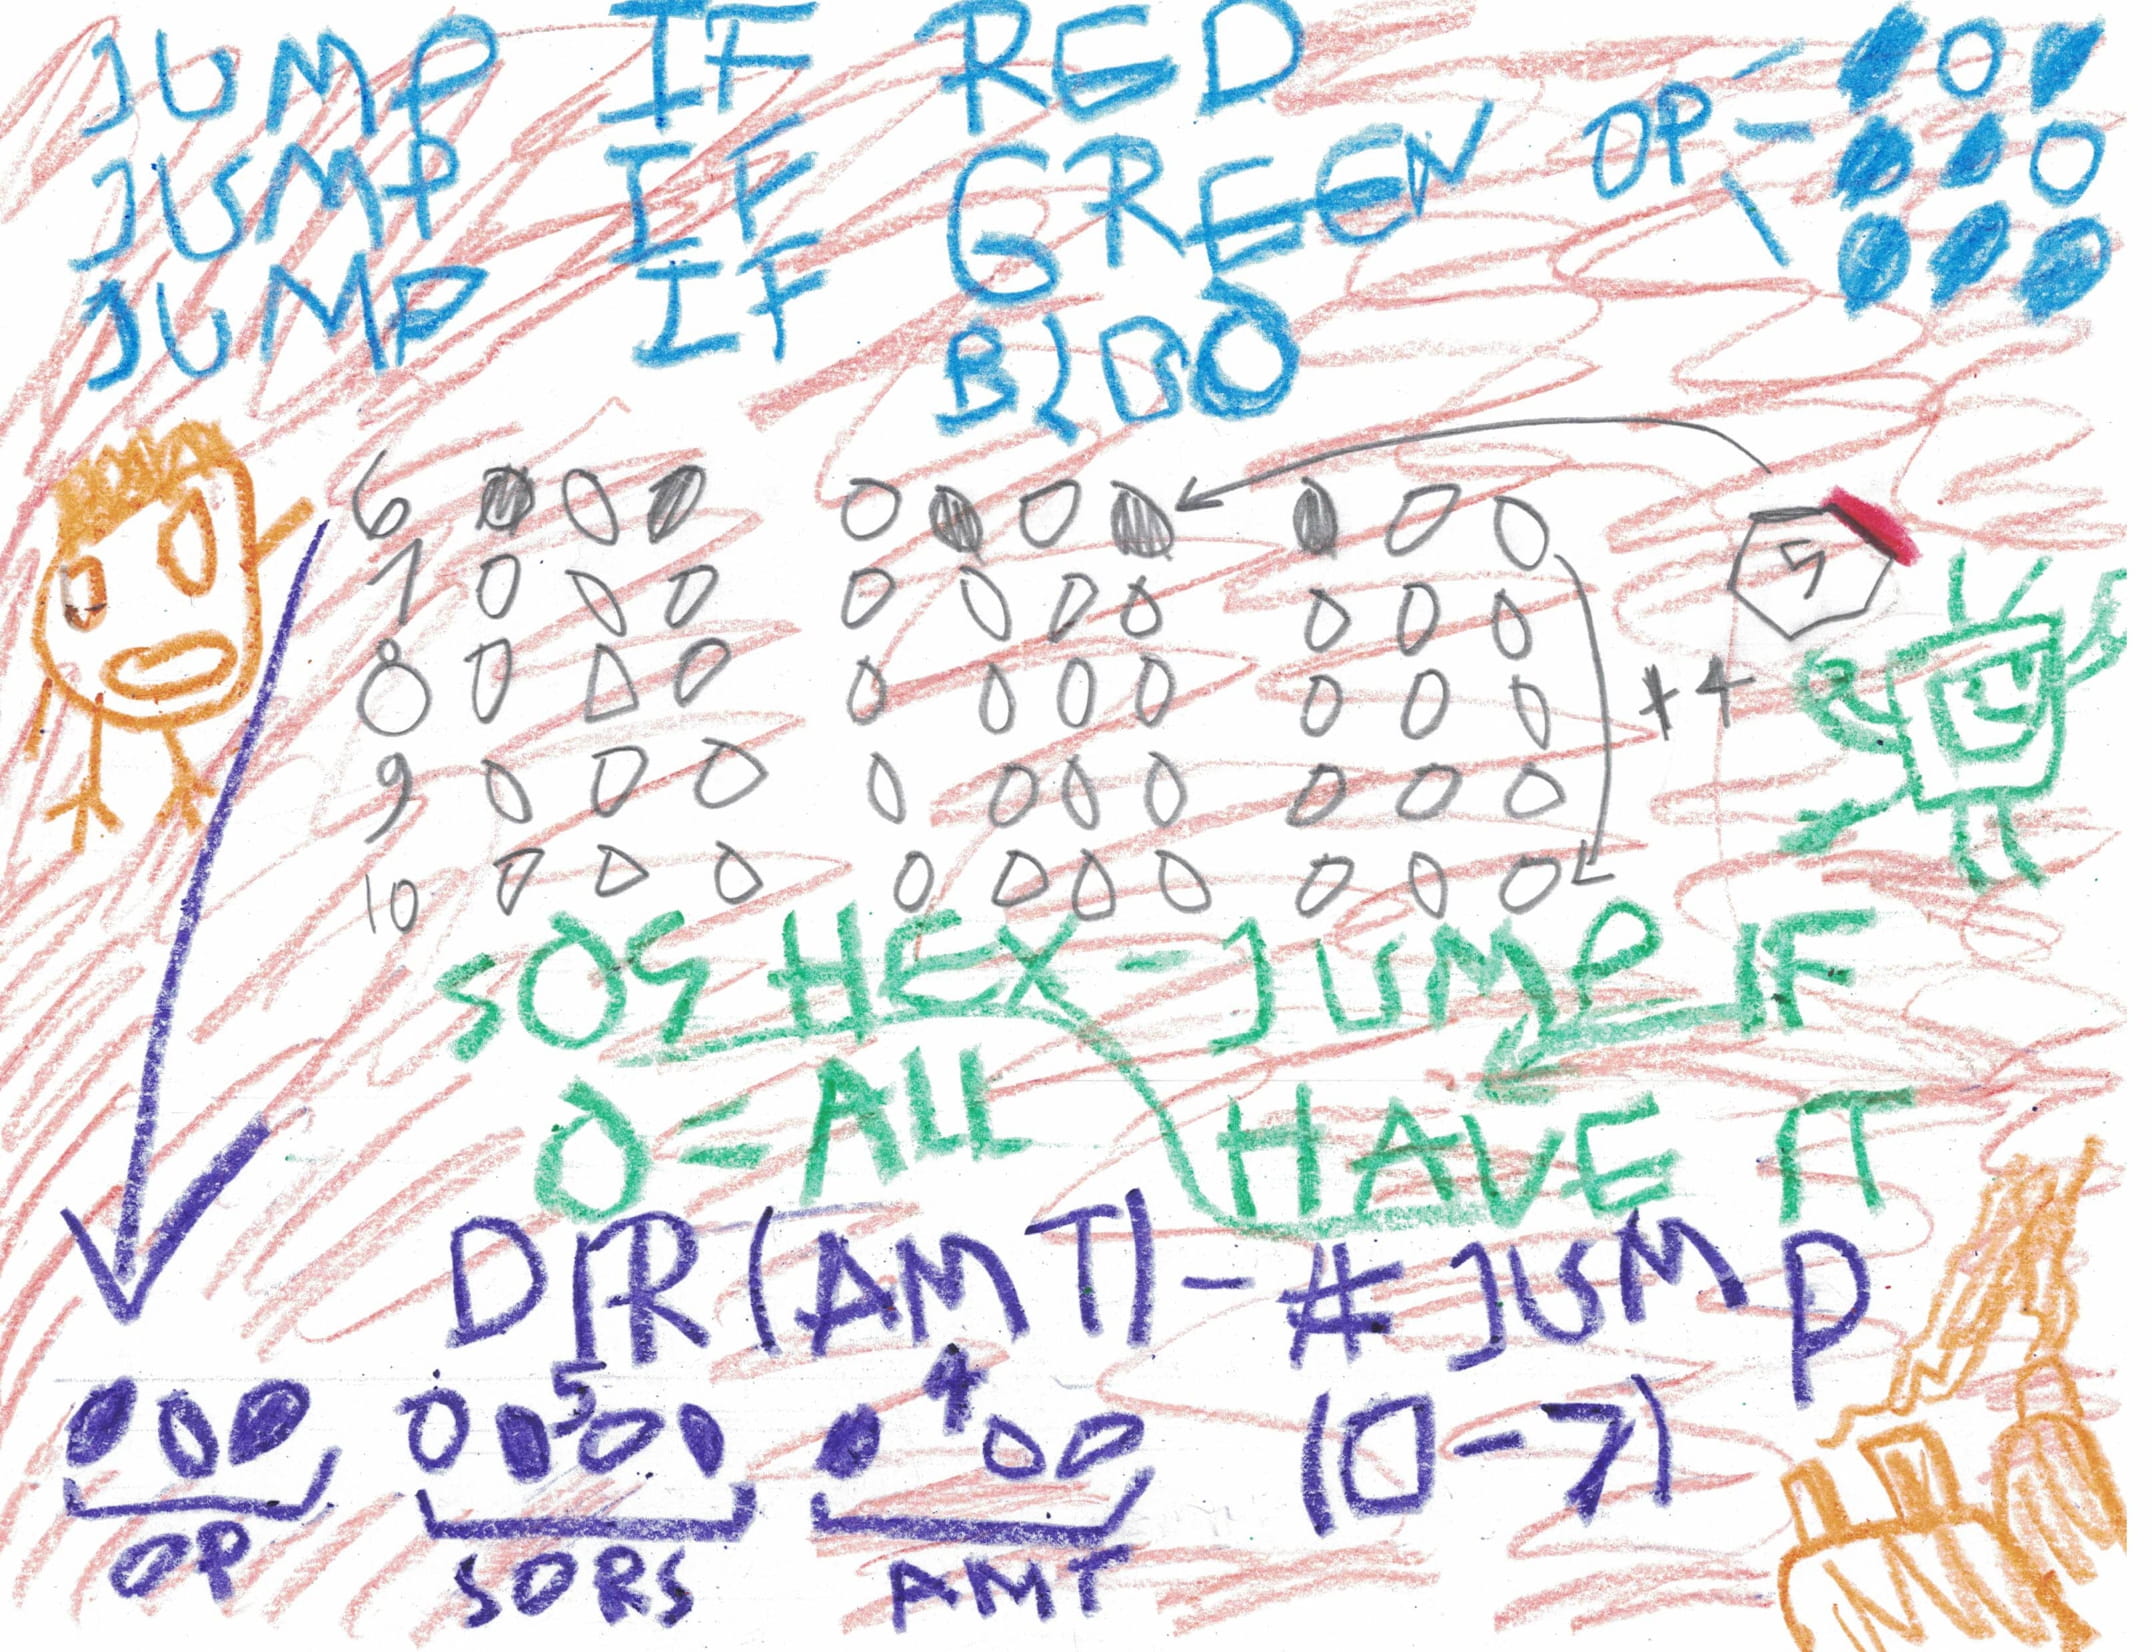 JUMP IF RED
JUMP IF GREEN
JUMP IF BLOO
OP
6
7
8
9
10
5
+4
SOS HEX - JUMP IF
0 = ALL HAVE IT
DIR (AMT) - # JUMP
(0-7)
5
4
OP
SORS
AMT